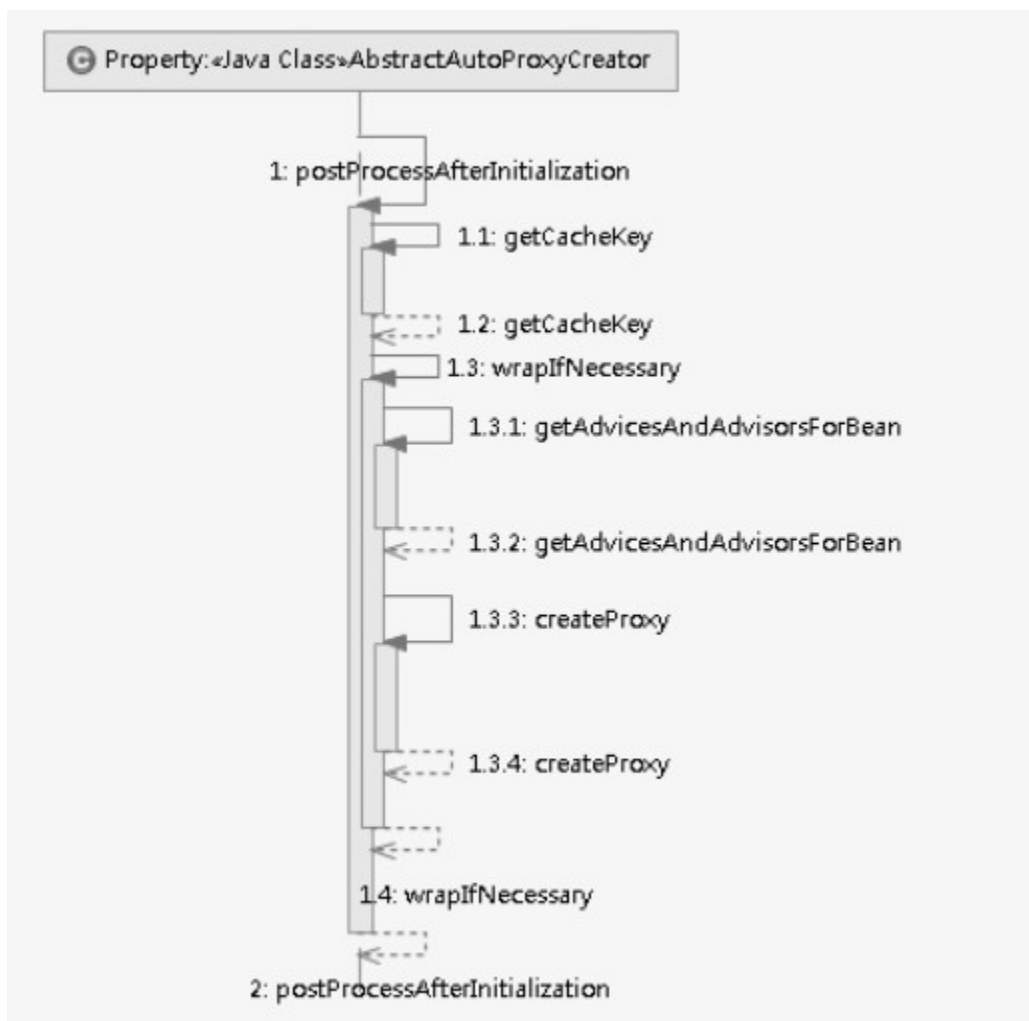 C Property:«Java Class»AbstractAutoProxyCreator
1: postProcessAfterInitialization
1.1: getCacheKey
1.2: getCacheKey
1.3: wrapIfNecessary
1.3.1: getAdvicesAndAdvisorsForBean
1.3.2: getAdvicesAndAdvisorsForBean
1.3.3: createProxy
1.3.4: createProxy
1.4: wrapIfNecessary
2: postProcessAfterInitialization